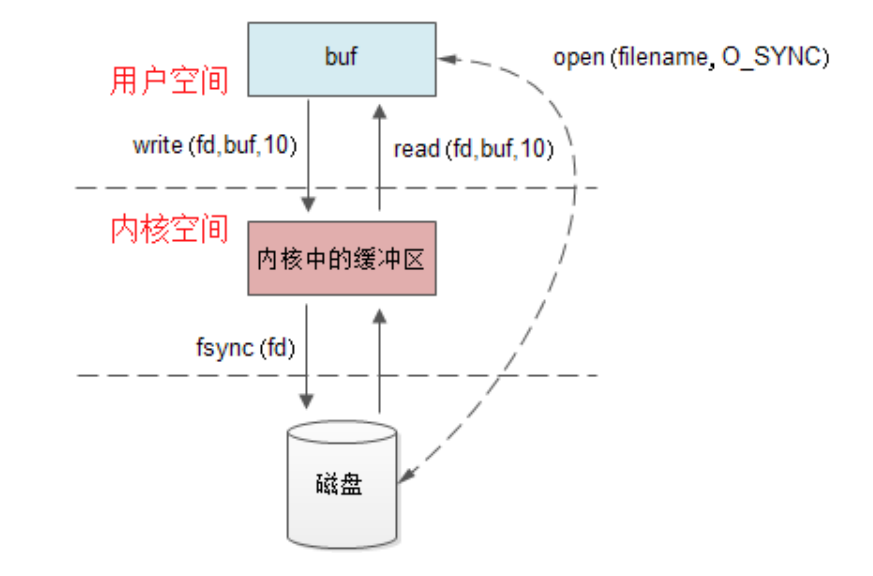 buf
open (filename, O_SYNC)
用户空间
write (fd,buf,10)
read (fd,buf,10)
内核空间
内核中的缓冲区
fsync (fd)
磁盘